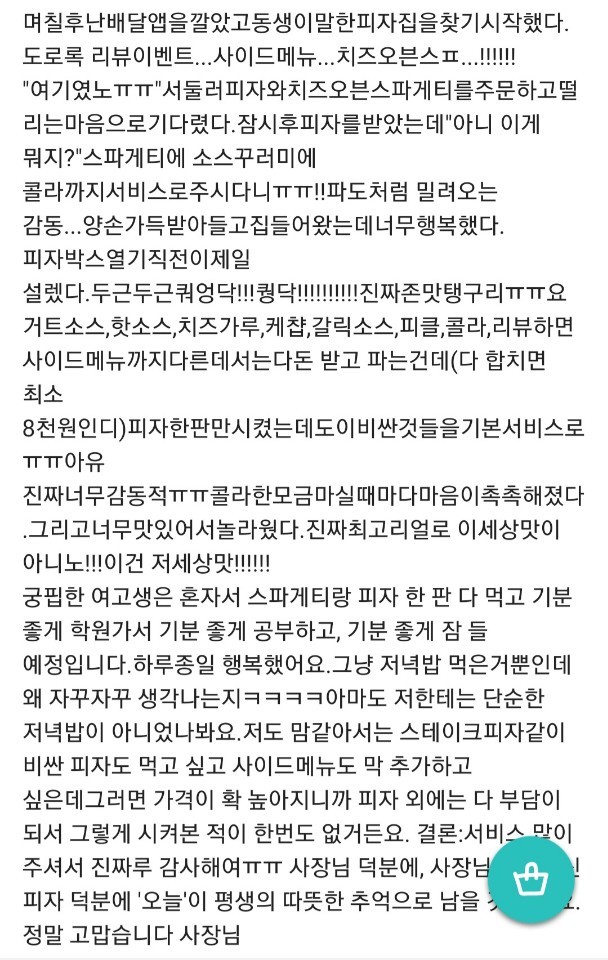 며칠후난배달앱을깔았고동생이말한피자집을찾기시작했다.
도로록 리뷰이벤트...사이드메뉴...치즈오븐스ㅍ...!!!!!!
"여기였노ㅠㅠ"서둘러피자와치즈오븐스파게티를주문하고떨
리는마음으로기다렸다.잠시후피자를받았는데"아니 이게
뭐지?"스파게티에 소스꾸러미에
콜라까지서비스로주시다니ㅠㅠ!!파도처럼 밀려오는
감동...양손가득받아들고집들어왔는데너무행복했다.
피자박스열기직전이제일
설렜다.두근두근쿼엉닥!!!퀑닥!!!!!!!!!!진짜존맛탱구리ㅠㅠ요
거트소스,핫소스,치즈가루,케챱,갈릭소스,피클,콜라,리뷰하면
사이드메뉴까지다른데서는다돈 받고 파는건데(다 합치면
최소
8천원인디)피자한판만시켰는데도이비싼것들을기본서비스로
ㅠㅠ아유
진짜너무감동적ㅠㅠ콜라한모금마실때마다마음이촉촉해졌다
.그리고너무맛있어서놀라웠다.진짜최고리얼로 이세상맛이
아니노!!!이건 저세상맛!!!!!!
궁핍한 여고생은 혼자서 스파게티랑 피자 한 판 다 먹고 기분
좋게 학원가서 기분 좋게 공부하고, 기분 좋게 잠 들
예정입니다.하루종일 행복했어요.그냥 저녁밥 먹은거뿐인데
왜 자꾸자꾸 생각나는지ㅋㅋㅋㅋ아마도 저한테는 단순한
저녁밥이 아니었나봐요.저도 맘같아서는 스테이크피자같이
비싼 피자도 먹고 싶고 사이드메뉴도 막 추가하고
싶은데그러면 가격이 확 높아지니까 피자 외에는 다 부담이
되서 그렇게 시켜본 적이 한번도 없거든요. 결론:서비스 많이
주셔서 진짜루 감사해여ㅠㅠ 사장님 덕분에, 사장님
피자 덕분에 '오늘'이 평생의 따뜻한 추억으로 남을
정말 고맙습니다 사장님